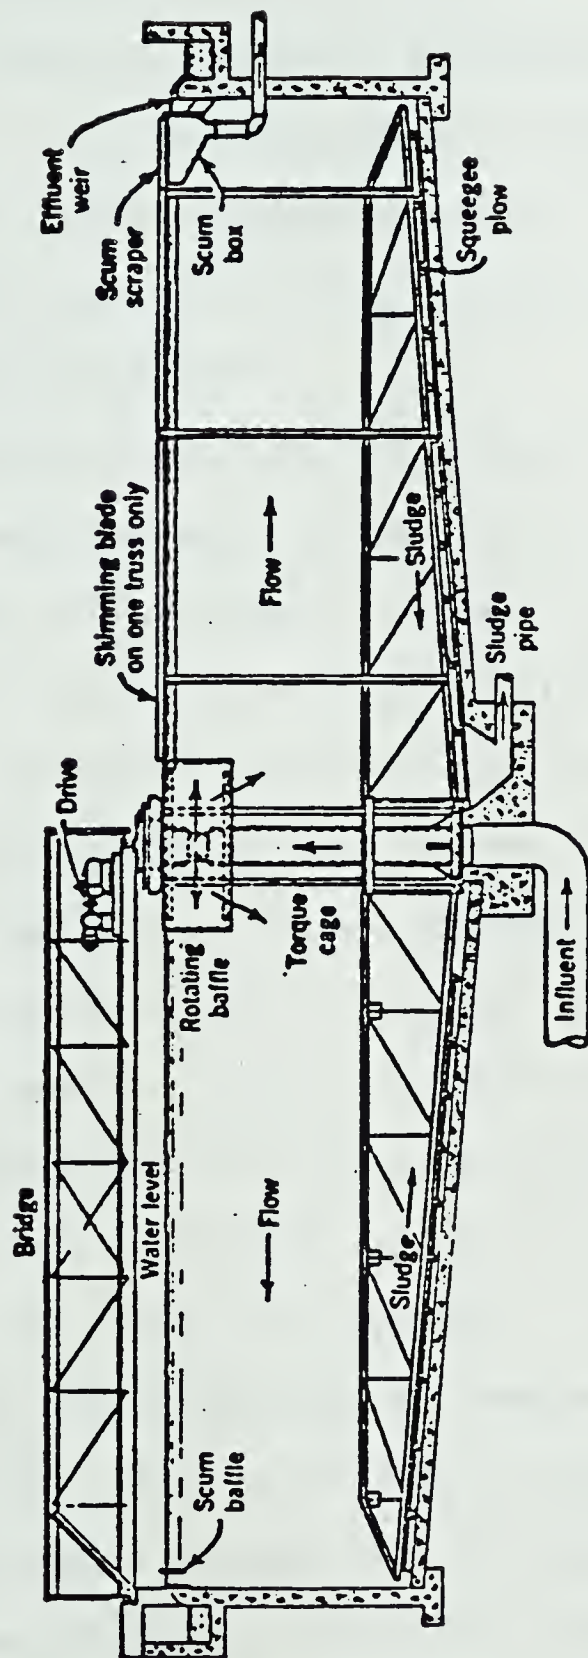 Bridge
Drive
Skimming blade
on one truss only
Effluent
weir
Scum
scraper
Scum
box
Water level
Rotating
baffle
Scum
baffle
Flow
Flow
Torque
cage
Sludge
Sludge
Squeegee
plow
Sludge
pipe
Influent